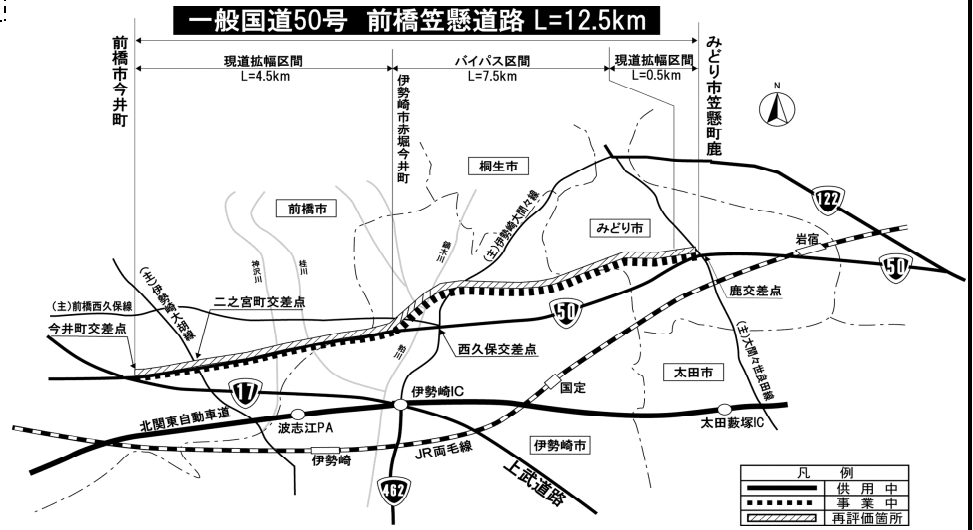 一般国道50号 前橋笠懸道路 L=12.5km
前橋市今井町
現道拡幅区間
L=4.5km
伊勢崎市赤堀今井町
バイパス区間
L=7.5km
現道拡幅区間
L=0.5km
みどり市笠懸町鹿
N
桐生市
前橋市
みどり市
(主)伊勢崎大間々線
122
岩宿
50
鏑木川
神沢川
桂川
(主)伊勢崎大胡線
二之宮町交差点
(主)前橋西久保線
今井町交差点
50
鹿交差点
粕川
西久保交差点
(主)大間々世良田線
太田市
17
国定
伊勢崎IC
北関東自動車道
波志江PA
太田藪塚IC
伊勢崎
JR両毛線
伊勢崎市
上武道路
462
凡 例
供 用 中
事 業 中
再評価箇所